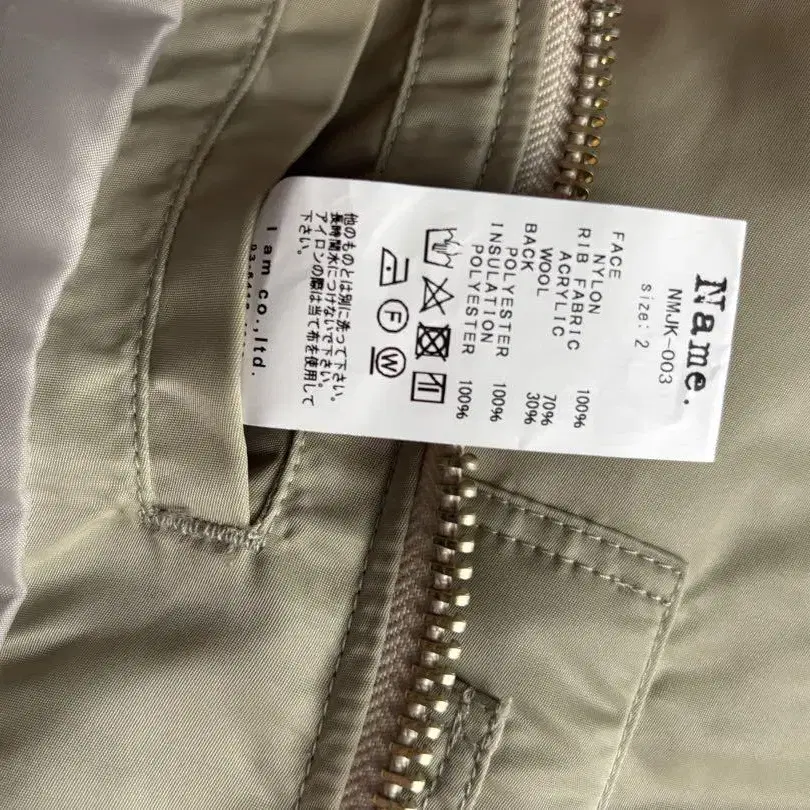 Name.
NMJK-003
size: 2
FACE
NYLON 100%
RIB FABRIC
ACRYLIC 70%
WOOL 30%
BACK
POLYESTER 100%
INSULATION
POLYESTER 100%
F
W
他のものとは別に洗って下さい。
長時間水につけないで下さい。
アイロンの際は当て布を使用して
下さい。
I am co.,ltd.